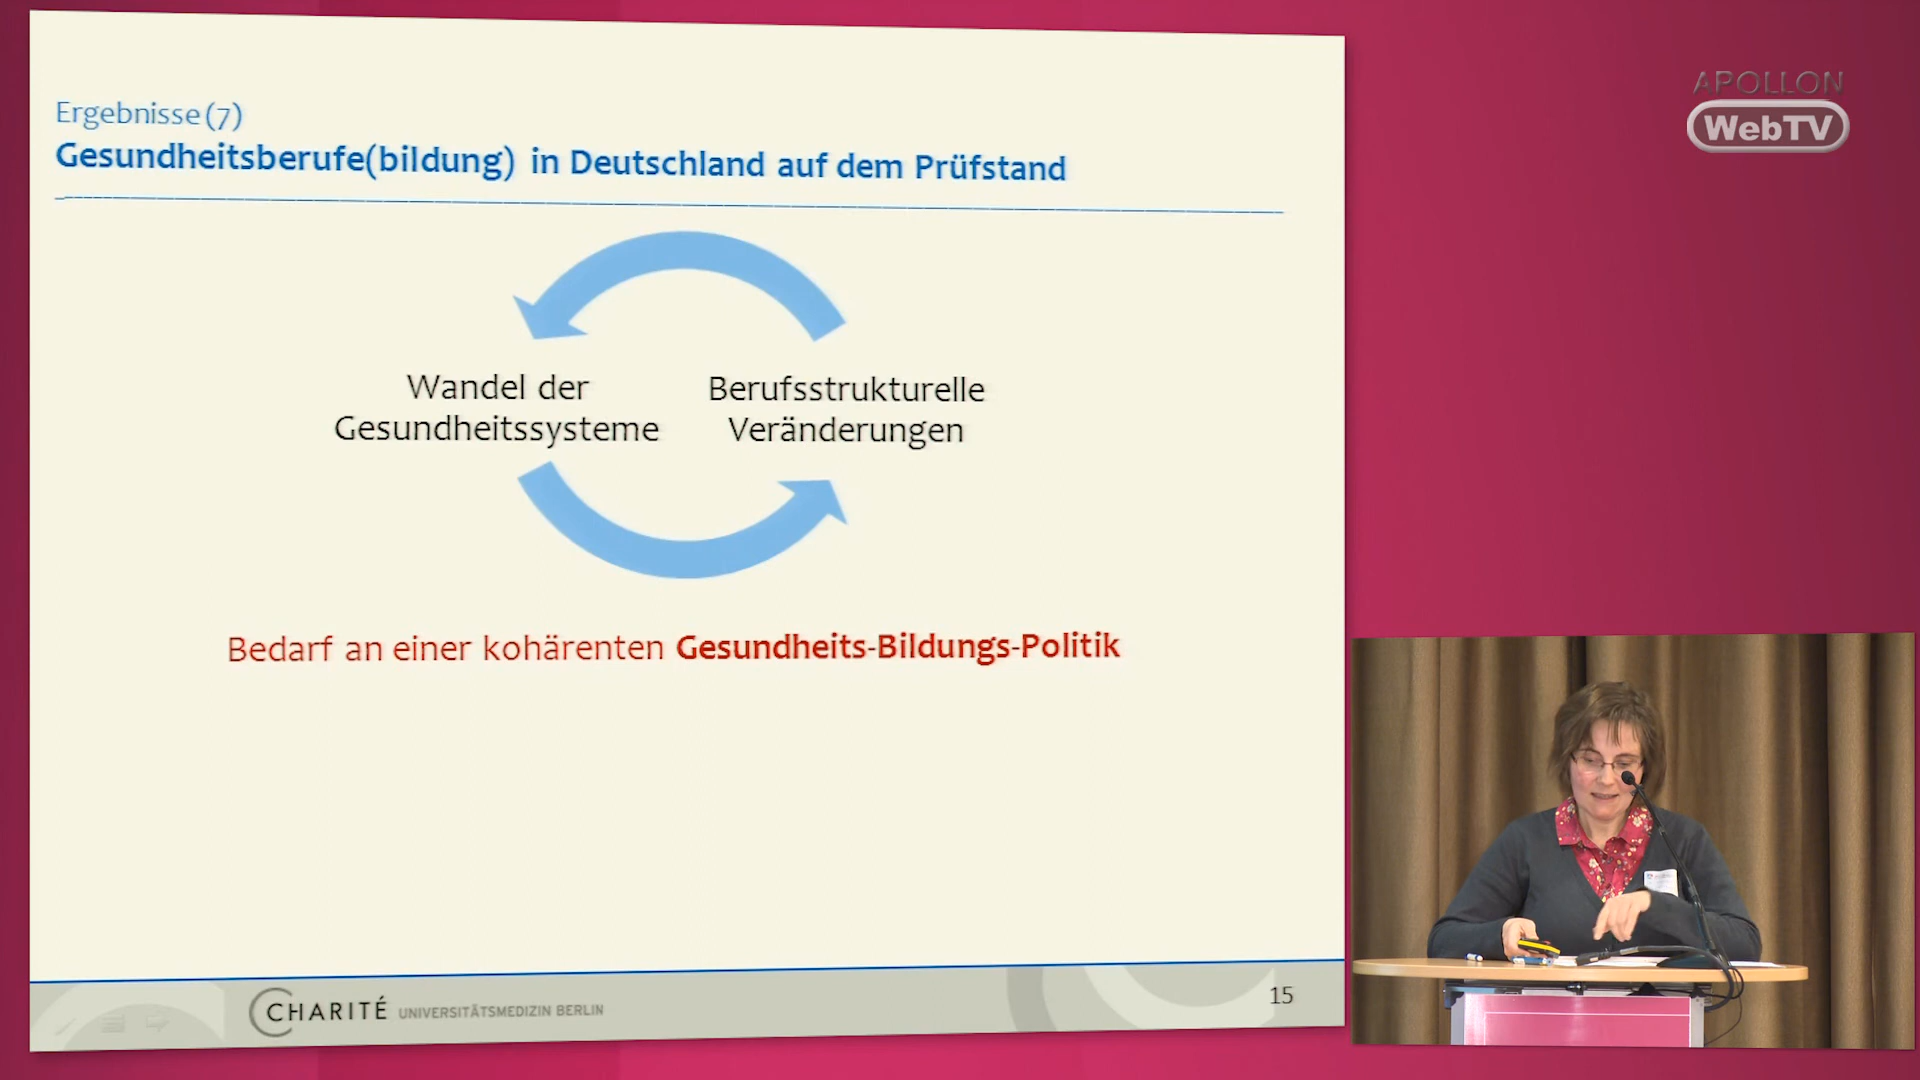 Ergebnisse (7)
Gesundheitsberufe(bildung) in Deutschland auf dem Prüfstand
Wandel der
Gesundheitssysteme
Berufsstrukturelle
Veränderungen
Bedarf an einer kohärenten Gesundheits-Bildungs-Politik
CHARITÉ UNIVERSITÄTSMEDIZIN BERLIN
15
APOLLON
WebTV